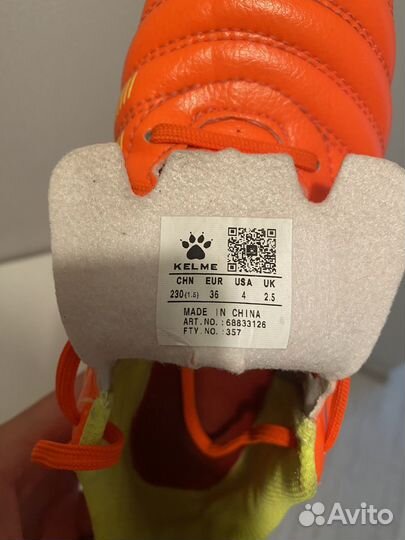 KELME
CHN EUR USA UK
230(1.5) 36 4 2.5
MADE IN CHINA
ART.NO.:68833126
FTY NO.:357
Avito